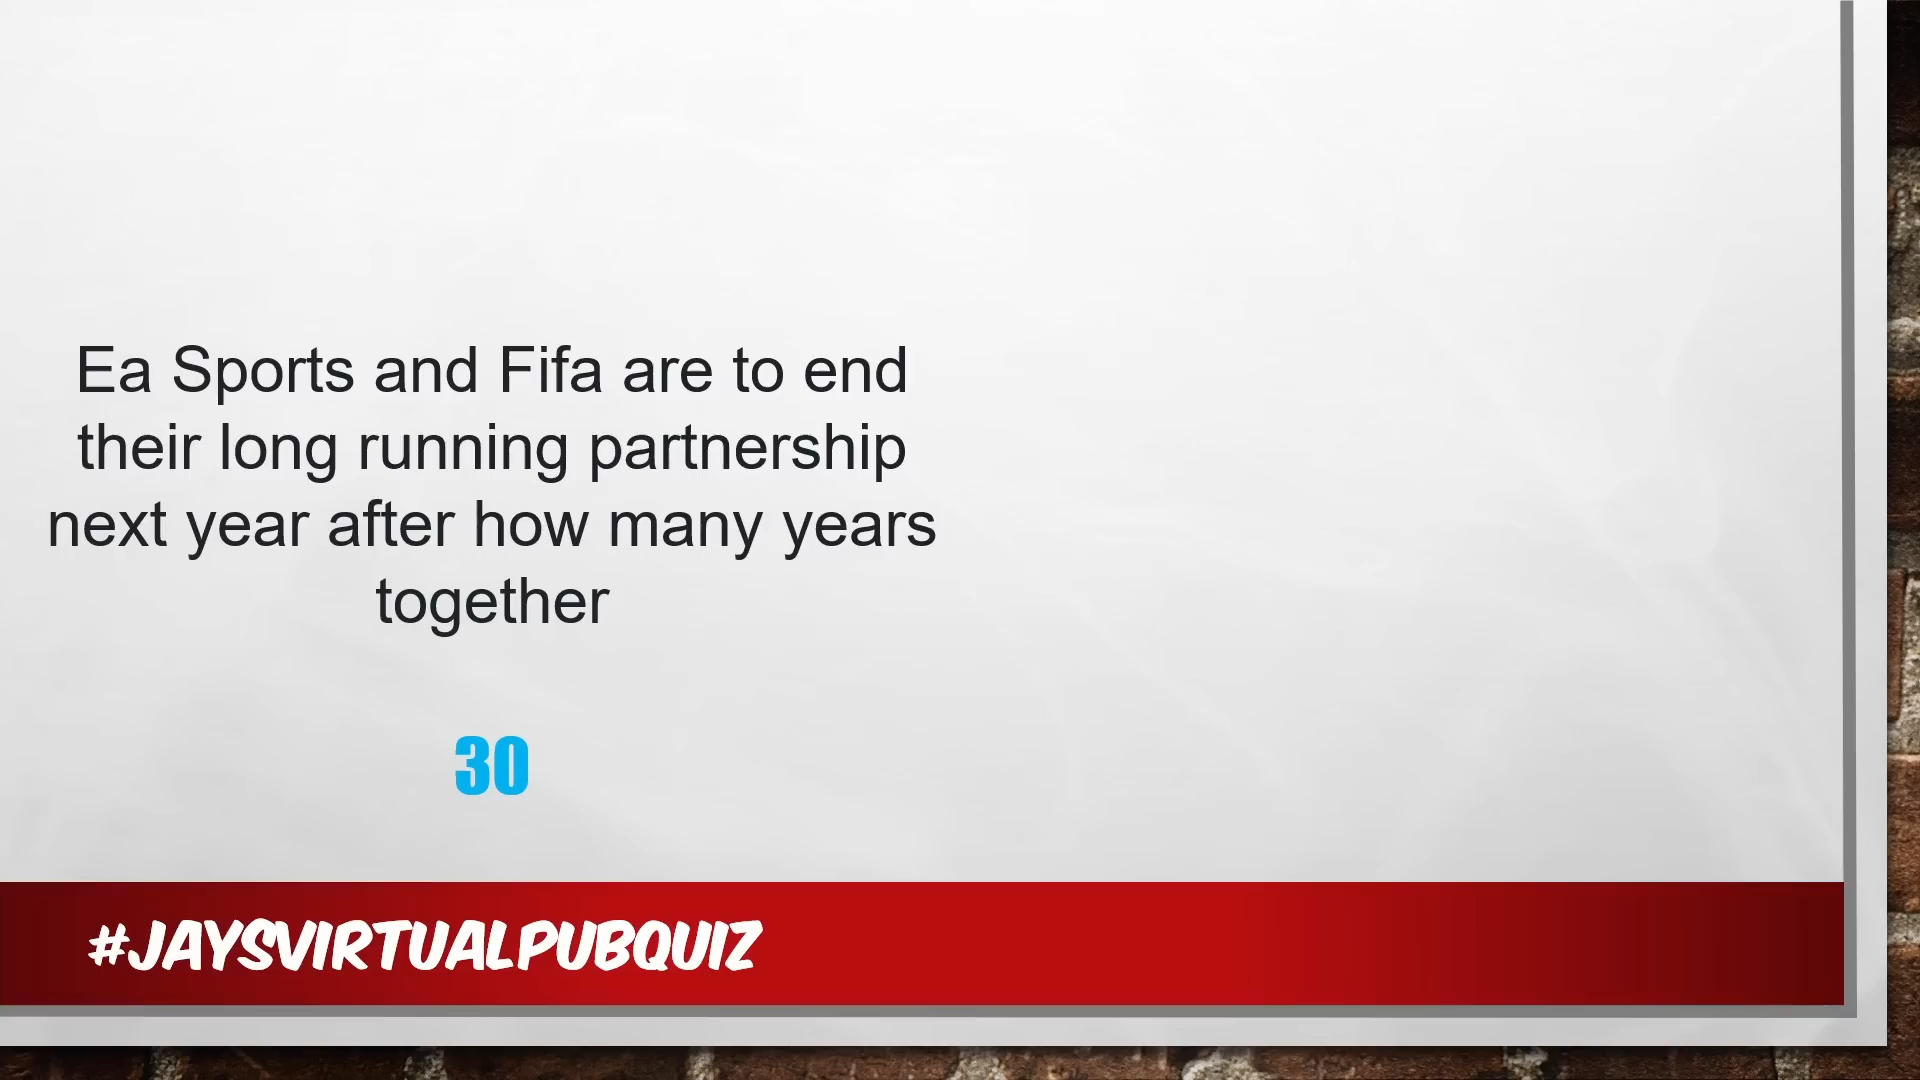 Ea Sports and Fifa are to end
their long running partnership
next year after how many years
together
30
#JAYSVIRTUALPUBQUIZ